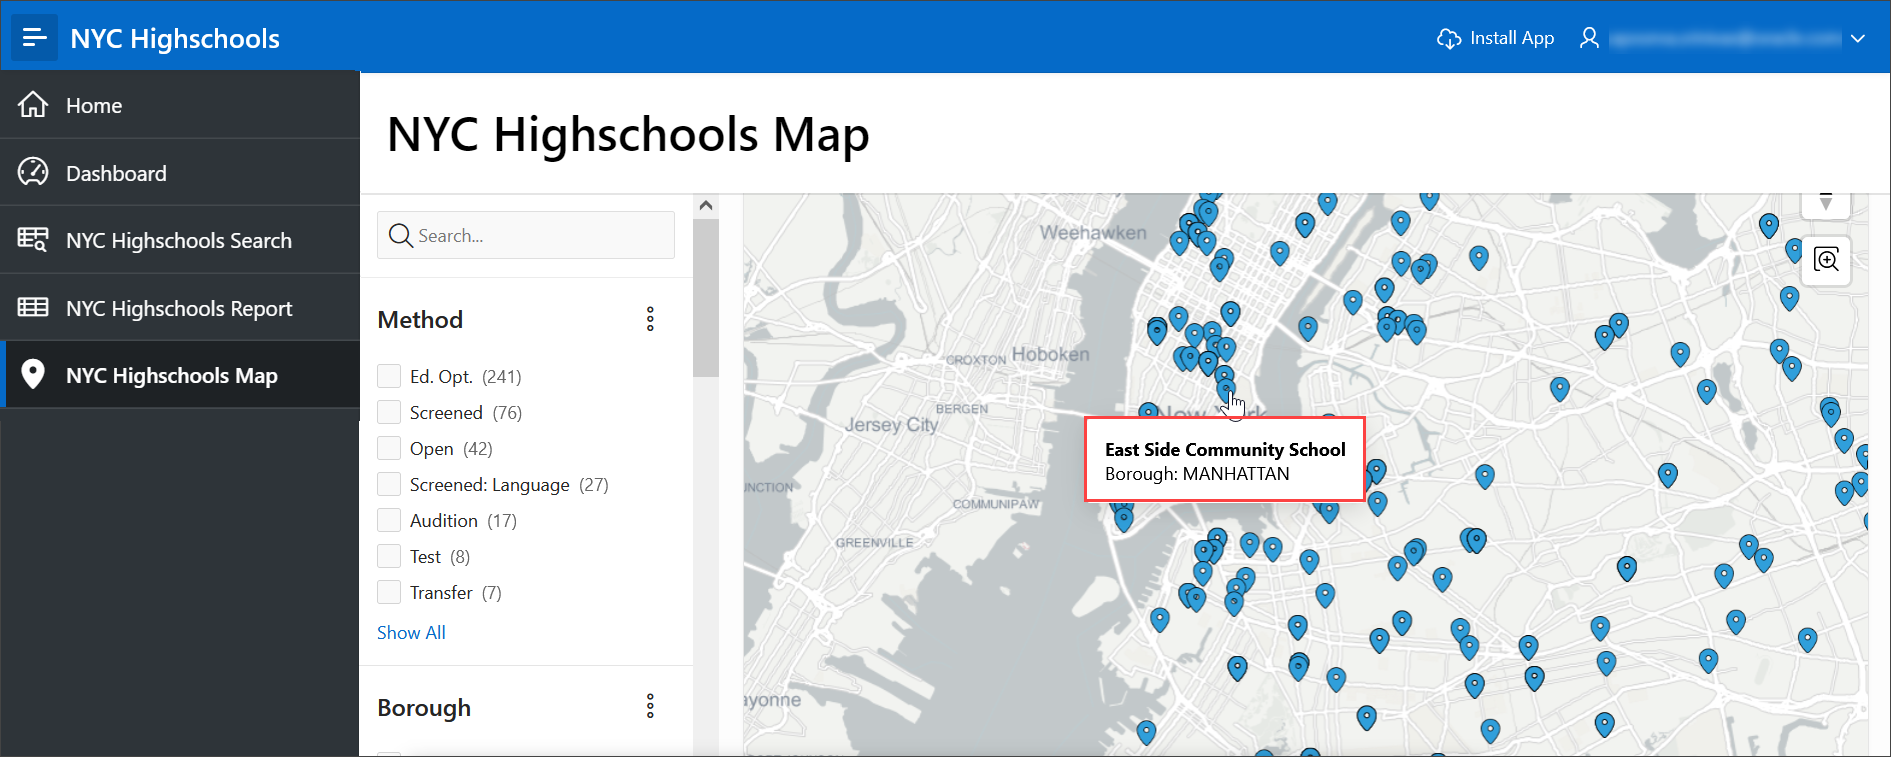 NYC Highschools
Install App
Home
Dashboard
NYC Highschools Search
NYC Highschools Report
NYC Highschools Map
NYC Highschools Map
Search...
Method
Ed. Opt. (241)
Screened (76)
Open (42)
Screened: Language (27)
Audition (17)
Test (8)
Transfer (7)
Show All
Borough
Weehawken
CROXTON
Hoboken
BERGEN
New York
Jersey City
East Side Community School
Borough: MANHATTAN
UNCTION
COMMUNIPAW
GREENVILLE
ayonne